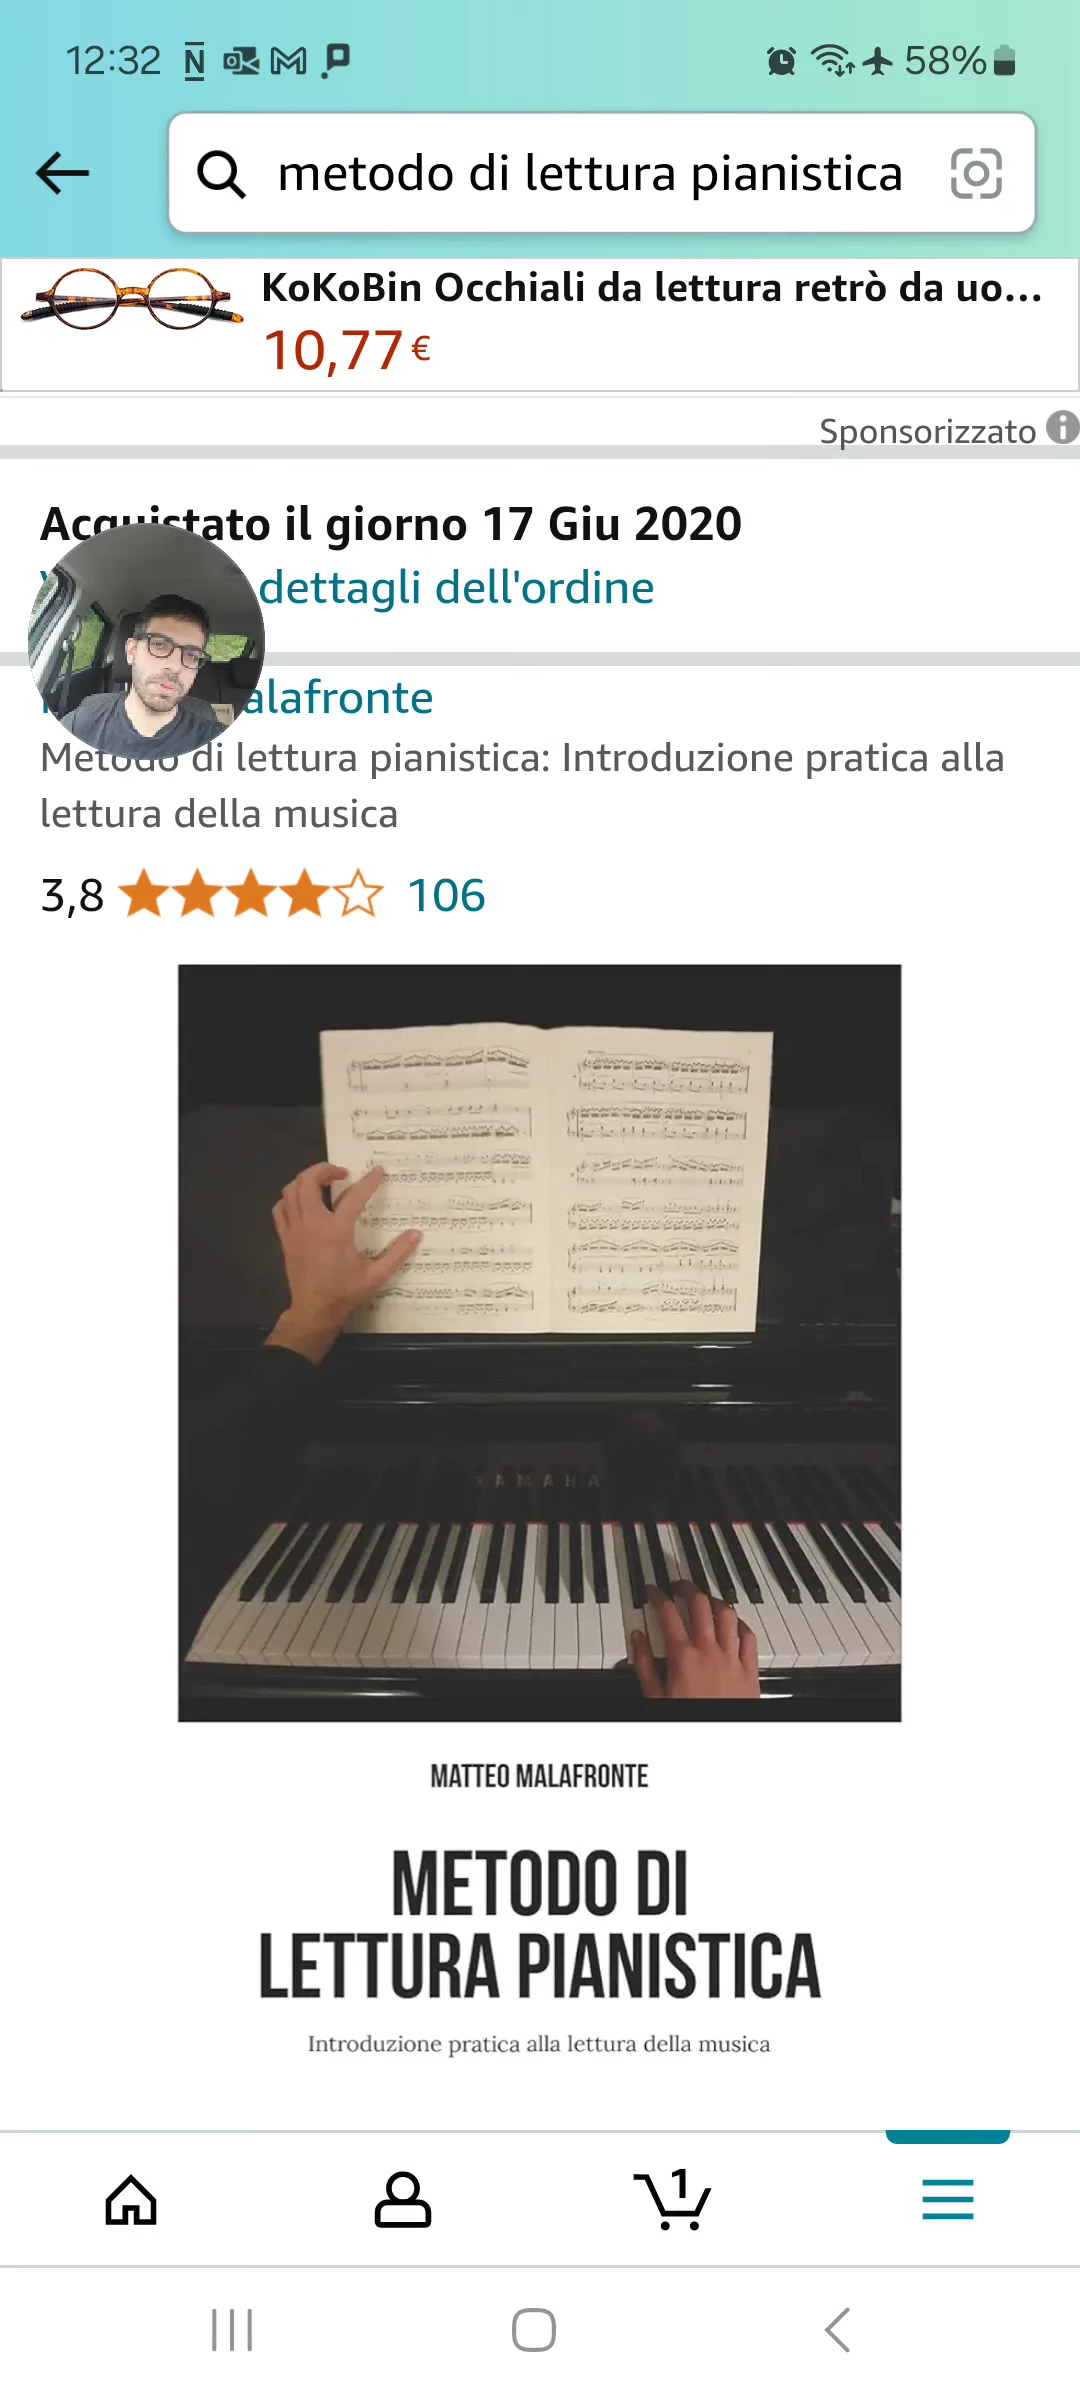 12:32 58%
metodo di lettura pianistica
KoKoBin Occhiali da lettura retrò da uo...
10,77 €
Sponsorizzato
Acquistato il giorno 17 Giu 2020
dettagli dell'ordine
alafronte
Metodo di lettura pianistica: Introduzione pratica alla
lettura della musica
3,8 106
YAMAHA
MATTEO MALAFRONTE
METODO DI
LETTURA PIANISTICA
Introduzione pratica alla lettura della musica
1